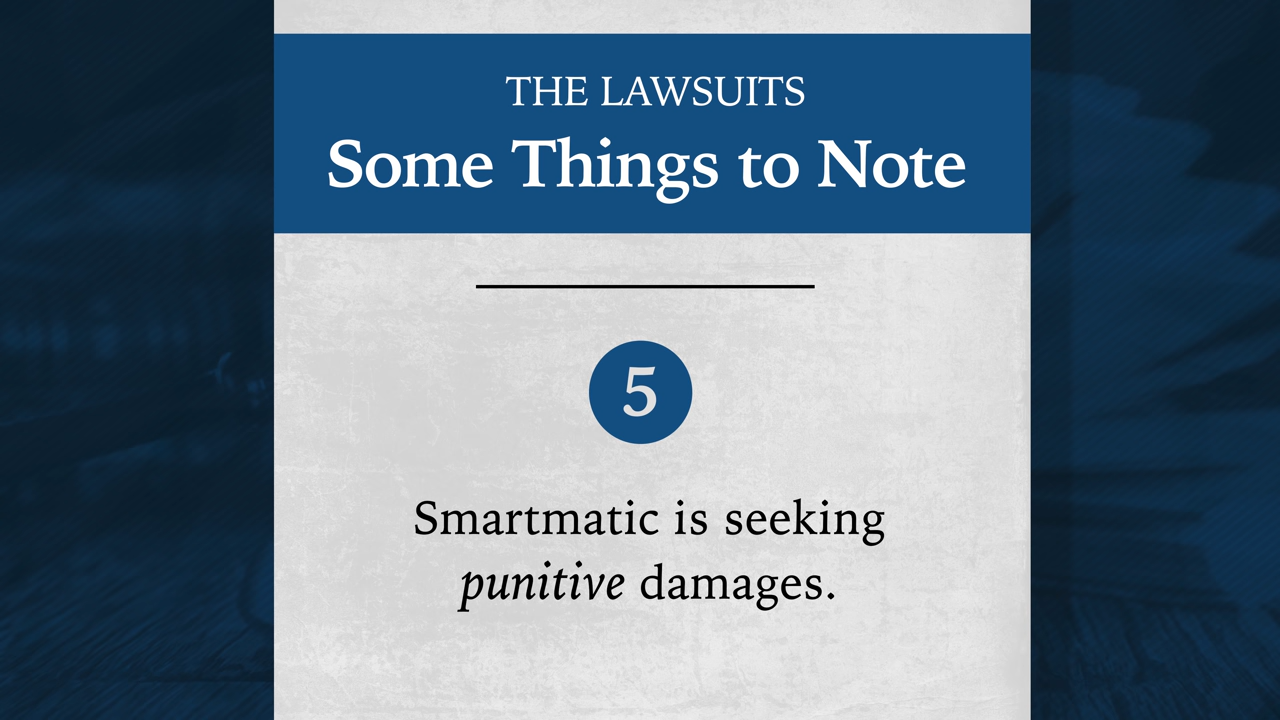 THE LAWSUITS
Some Things to Note
5
Smartmatic is seeking
punitive damages.